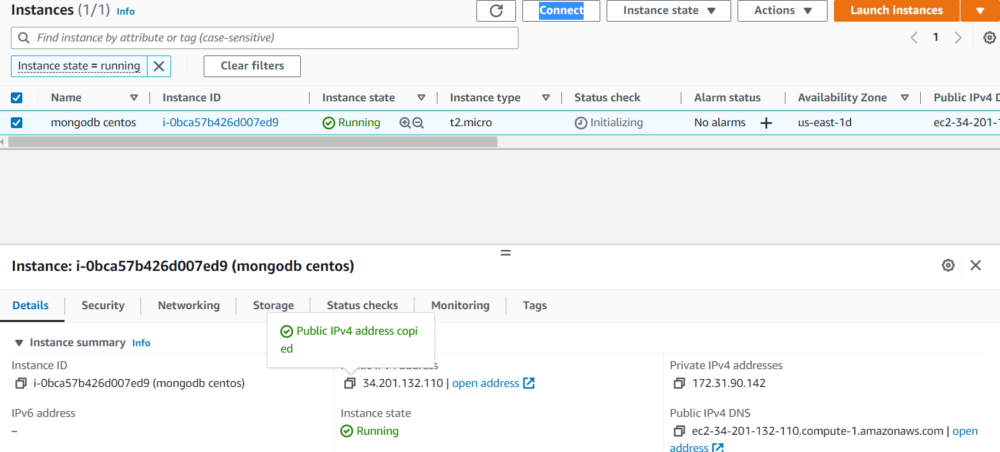 Instances (1/1) Info
Connect
Instance state
Actions
Launch instances
Find instance by attribute or tag (case-sensitive)
1
Instance state = running
Clear filters
Name Instance ID Instance state Instance type Status check Alarm status Availability Zone Public IPv4 D
mongodb centos i-0bca57b426d007ed9 Running t2.micro Initializing No alarms + us-east-1d ec2-34-201-1
Instance: i-0bca57b426d007ed9 (mongodb centos)
Details Security Networking Storage Status checks Monitoring Tags
Public IPv4 address copi
ed
Instance summary Info
Instance ID
i-0bca57b426d007ed9 (mongodb centos)
34.201.132.110 | open address
Private IPv4 addresses
172.31.90.142
IPv6 address
–
Instance state
Running
Public IPv4 DNS
ec2-34-201-132-110.compute-1.amazonaws.com | open
address